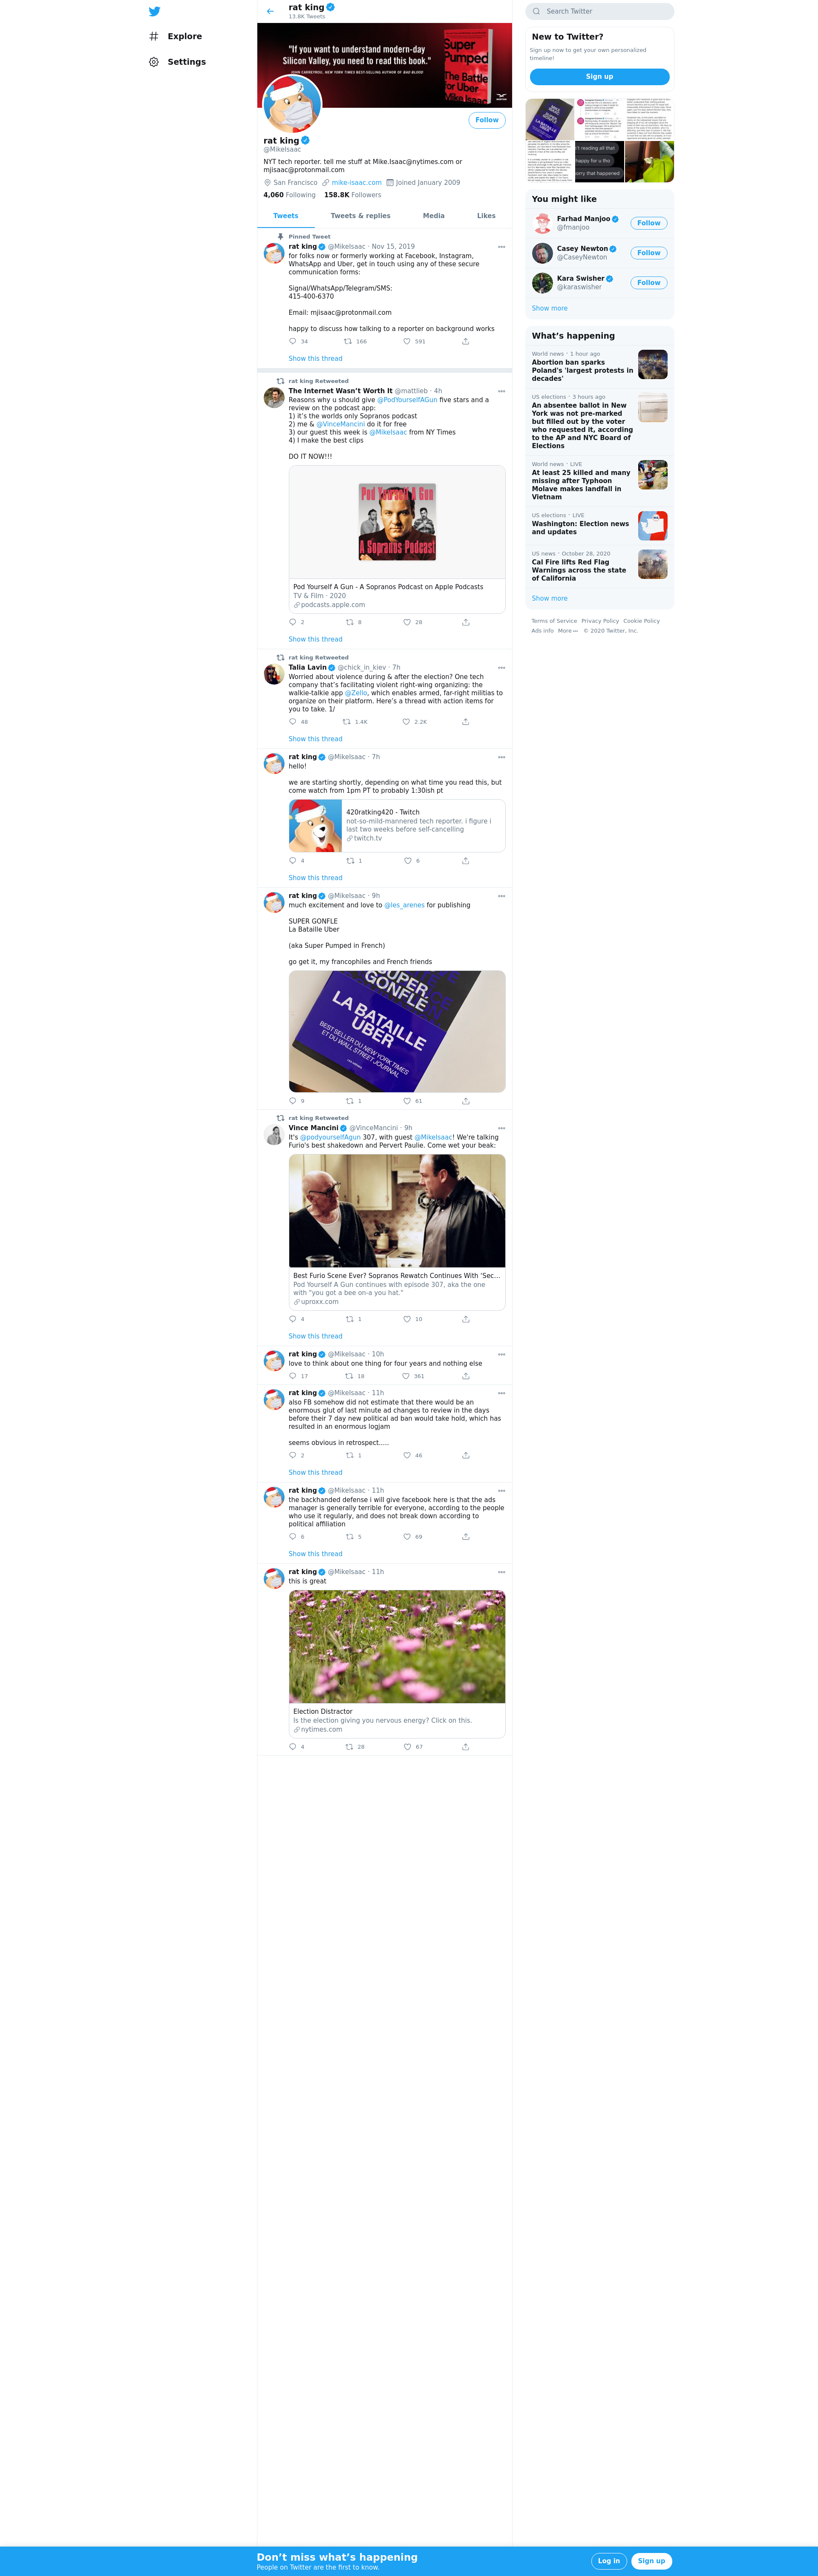 Explore
Settings
rat king
13.6K Tweets
"If you want to understand modern-day
Silicon Valley, you need to read this book."
JOHN CARREYROU, NEW YORK TIMES BEST-SELLING AUTHOR OF BAD BLOOD
Super
Pumped
The Battle
for Uber
Mike Isaac
Follow
rat king
@MikeIsaac
NYT tech reporter. tell me stuff at Mike.Isaac@nytimes.com or
mjisaac@protonmail.com
San Francisco mike-isaac.com Joined January 2009
4,060 Following 158.8K Followers
Tweets Tweets & replies Media Likes
Pinned Tweet
rat king @MikeIsaac · Nov 15, 2019
for folks now or formerly working at Facebook, Instagram,
WhatsApp and Uber, get in touch using any of these secure
communication forms:
Signal/WhatsApp/Telegram/SMS:
415-400-6370
Email: mjisaac@protonmail.com
happy to discuss how talking to a reporter on background works
34 166 591
Show this thread
rat king Retweeted
The Internet Wasn't Worth It @mattlieb · 4h
Reasons why u should give @PodYourselfAGun five stars and a
review on the podcast app:
1) it's the worlds only Sopranos podcast
2) me & @VinceMancini do it for free
3) our guest this week is @MikeIsaac from NY Times
4) I make the best clips
DO IT NOW!!!
Pod Yourself A Gun
A Sopranos Podcast
Pod Yourself A Gun - A Sopranos Podcast on Apple Podcasts
TV & Film · 2020
podcasts.apple.com
2 8 28
Show this thread
rat king Retweeted
Talia Lavin @chick_in_kiev · 7h
Worried about violence during & after the election? One tech
company that's facilitating violent right-wing organizing: the
walkie-talkie app @Zello, which enables armed, far-right militias to
organize on their platform. Here's a thread with action items for
you to take. 1/
48 1.4K 2.2K
Show this thread
rat king @MikeIsaac · 7h
hello!
we are starting shortly, depending on what time you read this, but
come watch from 1pm PT to probably 1:30ish pt
420ratking420 - Twitch
not-so-mild-mannered tech reporter. i figure i
last two weeks before self-cancelling
twitch.tv
4 1 6
Show this thread
rat king @MikeIsaac · 9h
much excitement and love to @les_arenes for publishing
SUPER GONFLE
La Bataille Uber
(aka Super Pumped in French)
go get it, my francophiles and French friends
SUPER
GONFLÉ
LA BATAILLE
UBER
BEST SELLER DU NEW YORK TIMES
ET DU WALL STREET JOURNAL
9 1 61
rat king Retweeted
Vince Mancini @VinceMancini · 9h
It's @podyourselfAgun 307, with guest @MikeIsaac! We're talking
Furio's best shakedown and Pervert Paulie. Come wet your beak:
Best Furio Scene Ever? Sopranos Rewatch Continues With 'Sec...
Pod Yourself A Gun continues with episode 307, aka the one
with "you got a bee on-a you hat."
uproxx.com
4 1 10
Show this thread
rat king @MikeIsaac · 10h
love to think about one thing for four years and nothing else
17 18 361
rat king @MikeIsaac · 11h
also FB somehow did not estimate that there would be an
enormous glut of last minute ad changes to review in the days
before their 7 day new political ad ban would take hold, which has
resulted in an enormous logjam
seems obvious in retrospect.....
2 1 46
Show this thread
rat king @MikeIsaac · 11h
the backhanded defense i will give facebook here is that the ads
manager is generally terrible for everyone, according to the people
who use it regularly, and does not break down according to
political affiliation
6 5 69
Show this thread
rat king @MikeIsaac · 11h
this is great
Election Distractor
Is the election giving you nervous energy? Click on this.
nytimes.com
4 28 67
Search Twitter
New to Twitter?
Sign up now to get your own personalized
timeline!
Sign up
LA BATAILLE
UBER
't reading all that
happy for u tho
orry that happened
You might like
Farhad Manjoo
@fmanjoo
Follow
Casey Newton
@CaseyNewton
Follow
Kara Swisher
@karaswisher
Follow
Show more
What's happening
World news · 1 hour ago
Abortion ban sparks
Poland's 'largest protests in
decades'
US elections · 3 hours ago
An absentee ballot in New
York was not pre-marked
but filled out by the voter
who requested it, according
to the AP and NYC Board of
Elections
World news · LIVE
At least 25 killed and many
missing after Typhoon
Molave makes landfall in
Vietnam
US elections · LIVE
Washington: Election news
and updates
US news · October 28, 2020
Cal Fire lifts Red Flag
Warnings across the state
of California
Show more
Terms of Service Privacy Policy Cookie Policy
Ads info More © 2020 Twitter, Inc.
Don't miss what's happening
People on Twitter are the first to know.
Log in Sign up